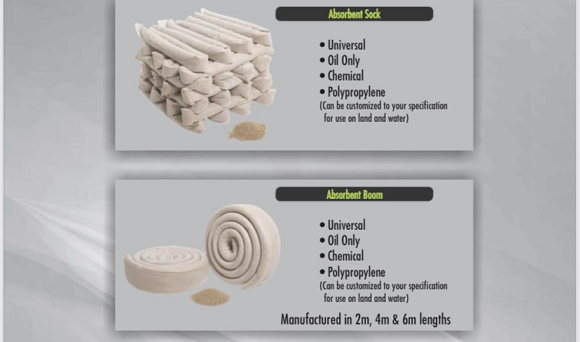 Absorbent Sock
• Universal
• Oil Only
• Chemical
• Polypropylene
(Can be customized to your specification
for use on land and water)
Absorbent Boom
• Universal
• Oil Only
• Chemical
• Polypropylene
(Can be customized to your specification
for use on land and water)
Manufactured in 2m, 4m & 6m lengths